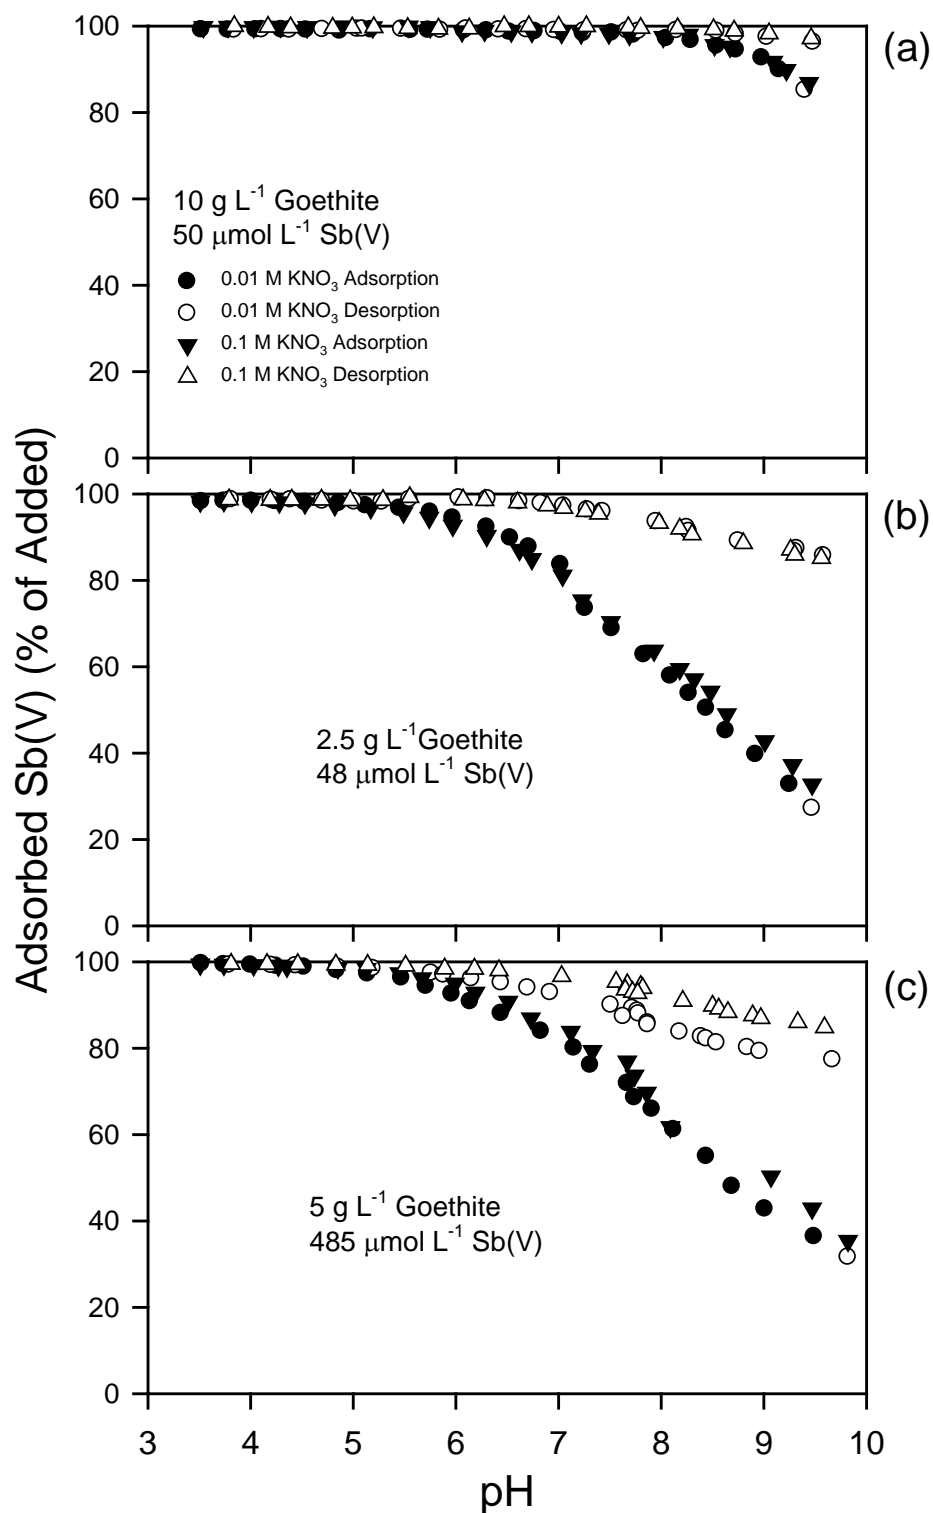 Adsorbed Sb(V) (% of Added)
100
80
60
40
20
0
(a)
10 g L⁻¹ Goethite
50 μmol L⁻¹ Sb(V)
0.01 M KNO₃ Adsorption
0.01 M KNO₃ Desorption
0.1 M KNO₃ Adsorption
0.1 M KNO₃ Desorption
100
80
60
40
20
0
(b)
2.5 g L⁻¹Goethite
48 μmol L⁻¹ Sb(V)
100
80
60
40
20
0
(c)
5 g L⁻¹ Goethite
485 μmol L⁻¹ Sb(V)
3 4 5 6 7 8 9 10
pH